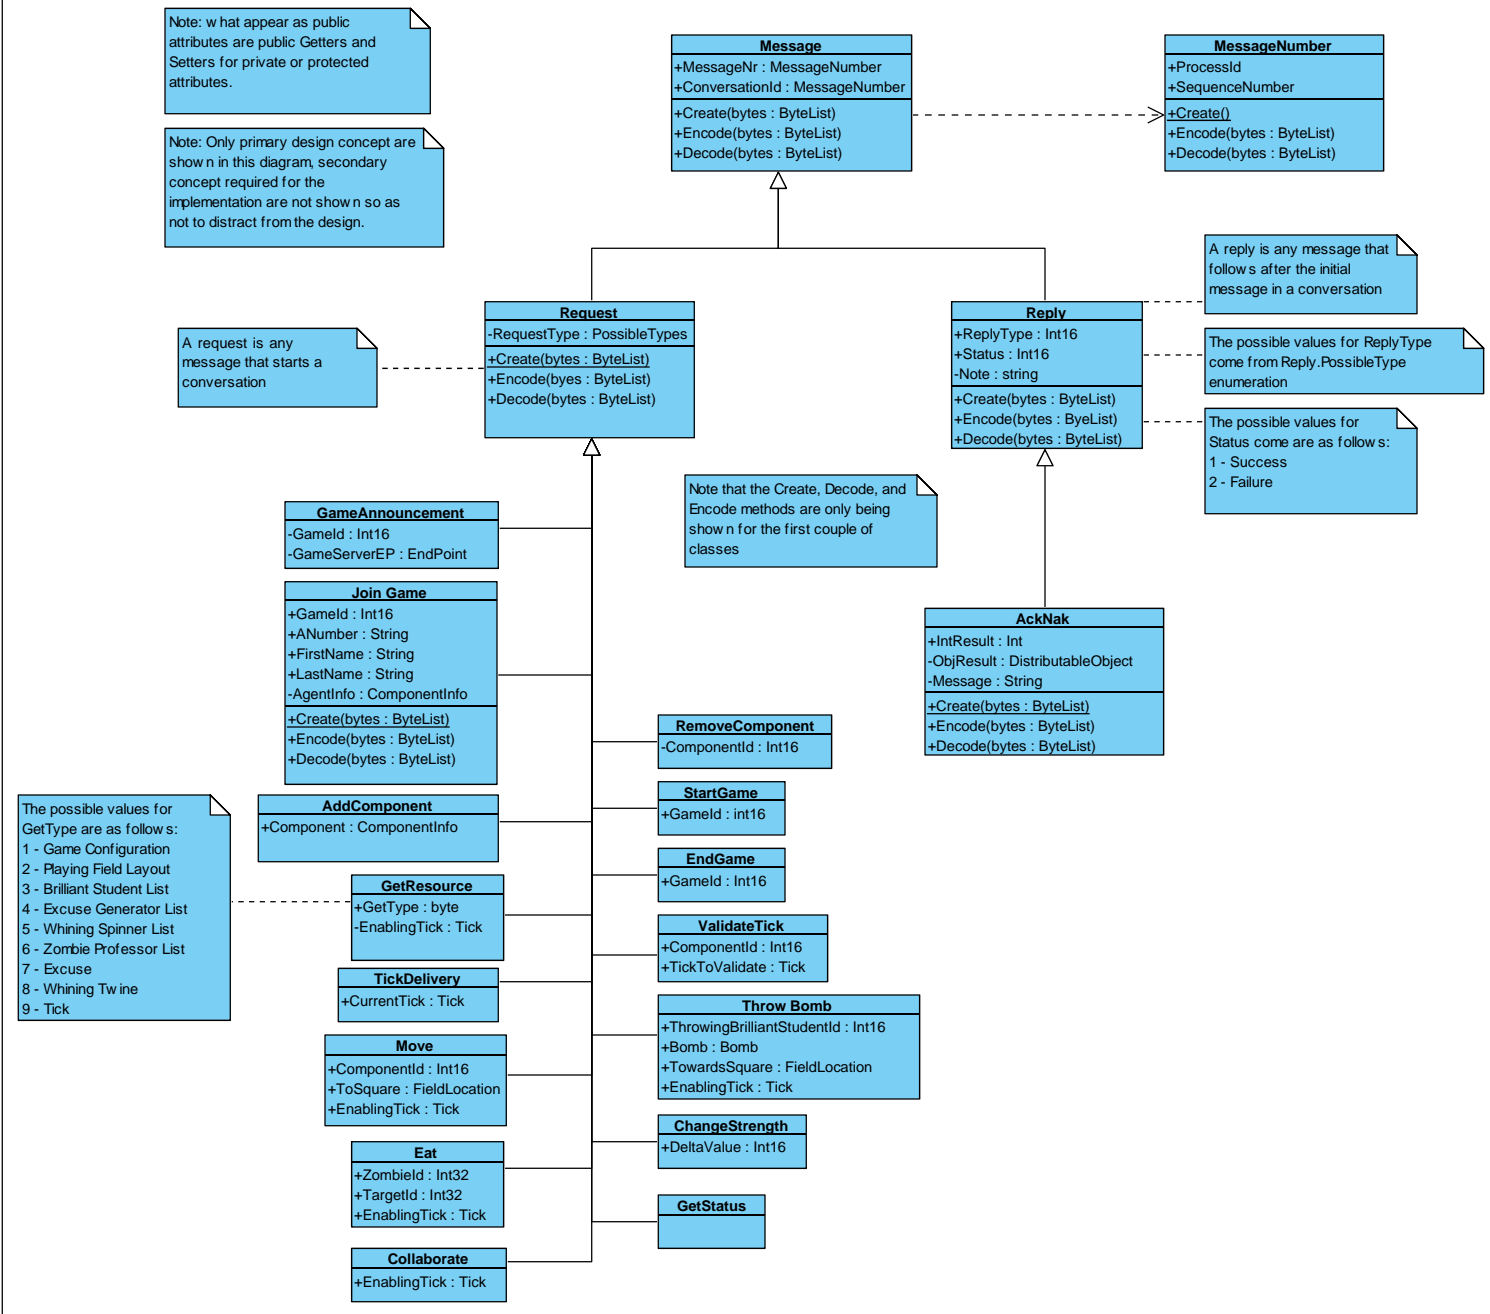 Note: what appear as public
attributes are public Getters and
Setters for private or protected
attributes.
Note: Only primary design concept are
shown in this diagram, secondary
concept required for the
implementation are not shown so as
not to distract from the design.
Message
+MessageNr : MessageNumber
+ConversationId : MessageNumber
+Create(bytes : ByteList)
+Encode(bytes : ByteList)
+Decode(bytes : ByteList)
MessageNumber
+ProcessId
+SequenceNumber
+Create()
+Encode(bytes : ByteList)
+Decode(bytes : ByteList)
A request is any
message that starts a
conversation
Request
-RequestType : PossibleTypes
+Create(bytes : ByteList)
+Encode(byes : ByteList)
+Decode(bytes : ByteList)
Reply
+ReplyType : Int16
+Status : Int16
-Note : string
+Create(bytes : ByteList)
+Encode(bytes : ByeList)
+Decode(bytes : ByteList)
A reply is any message that
follows after the initial
message in a conversation
The possible values for ReplyType
come from Reply.PossibleType
enumeration
The possible values for
Status come are as follows:
1 - Success
2 - Failure
Note that the Create, Decode, and
Encode methods are only being
shown for the first couple of
classes
GameAnnouncement
-GameId : Int16
-GameServerEP : EndPoint
Join Game
+GameId : Int16
+ANumber : String
+FirstName : String
+LastName : String
-AgentInfo : ComponentInfo
+Create(bytes : ByteList)
+Encode(bytes : ByteList)
+Decode(bytes : ByteList)
AckNak
+IntResult : Int
-ObjResult : DistributableObject
-Message : String
+Create(bytes : ByteList)
+Encode(bytes : ByteList)
+Decode(bytes : ByteList)
RemoveComponent
-ComponentId : Int16
StartGame
+GameId : int16
AddComponent
+Component : ComponentInfo
The possible values for
GetType are as follows:
1 - Game Configuration
2 - Playing Field Layout
3 - Brilliant Student List
4 - Excuse Generator List
5 - Whining Spinner List
6 - Zombie Professor List
7 - Excuse
8 - Whining Twine
9 - Tick
EndGame
+GameId : Int16
GetResource
+GetType : byte
-EnablingTick : Tick
ValidateTick
+ComponentId : Int16
+TickToValidate : Tick
TickDelivery
+CurrentTick : Tick
Throw Bomb
+ThrowingBrilliantStudentId : Int16
+Bomb : Bomb
+TowardsSquare : FieldLocation
+EnablingTick : Tick
Move
+ComponentId : Int16
+ToSquare : FieldLocation
+EnablingTick : Tick
ChangeStrength
+DeltaValue : Int16
Eat
+ZombieId : Int32
+TargetId : Int32
+EnablingTick : Tick
GetStatus
Collaborate
+EnablingTick : Tick